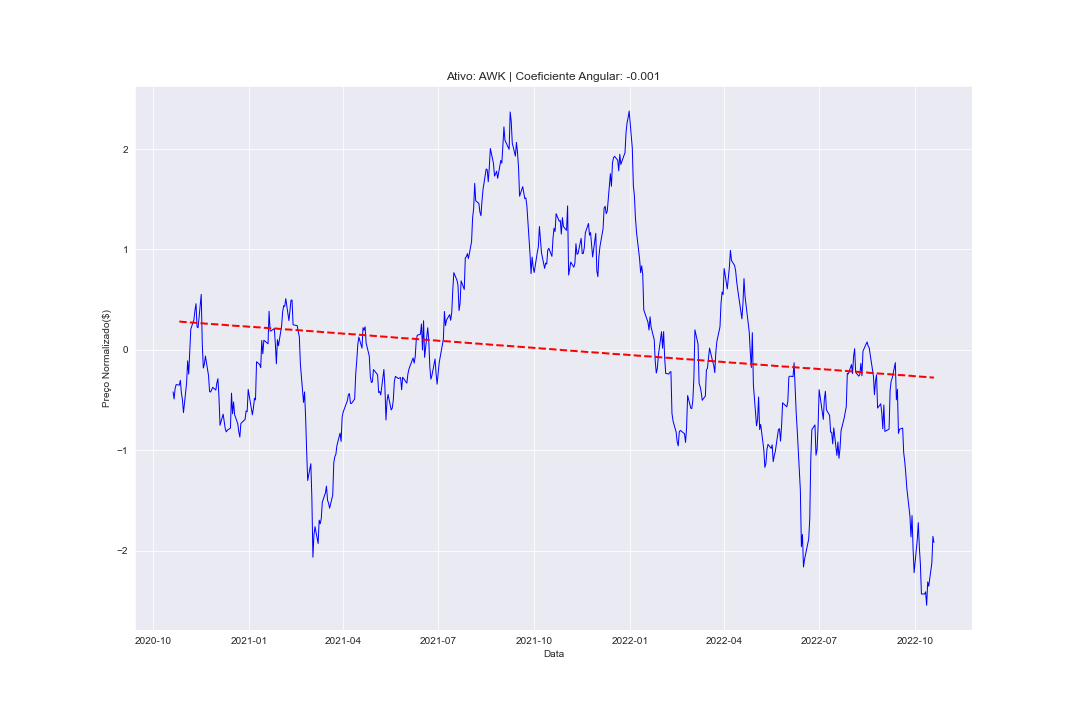 Ativo: AWK | Coeficiente Angular: -0.001
Preço Normalizado($)
2
1
0
−1
−2
2020-10 2021-01 2021-04 2021-07 2021-10 2022-01 2022-04 2022-07 2022-10
Data